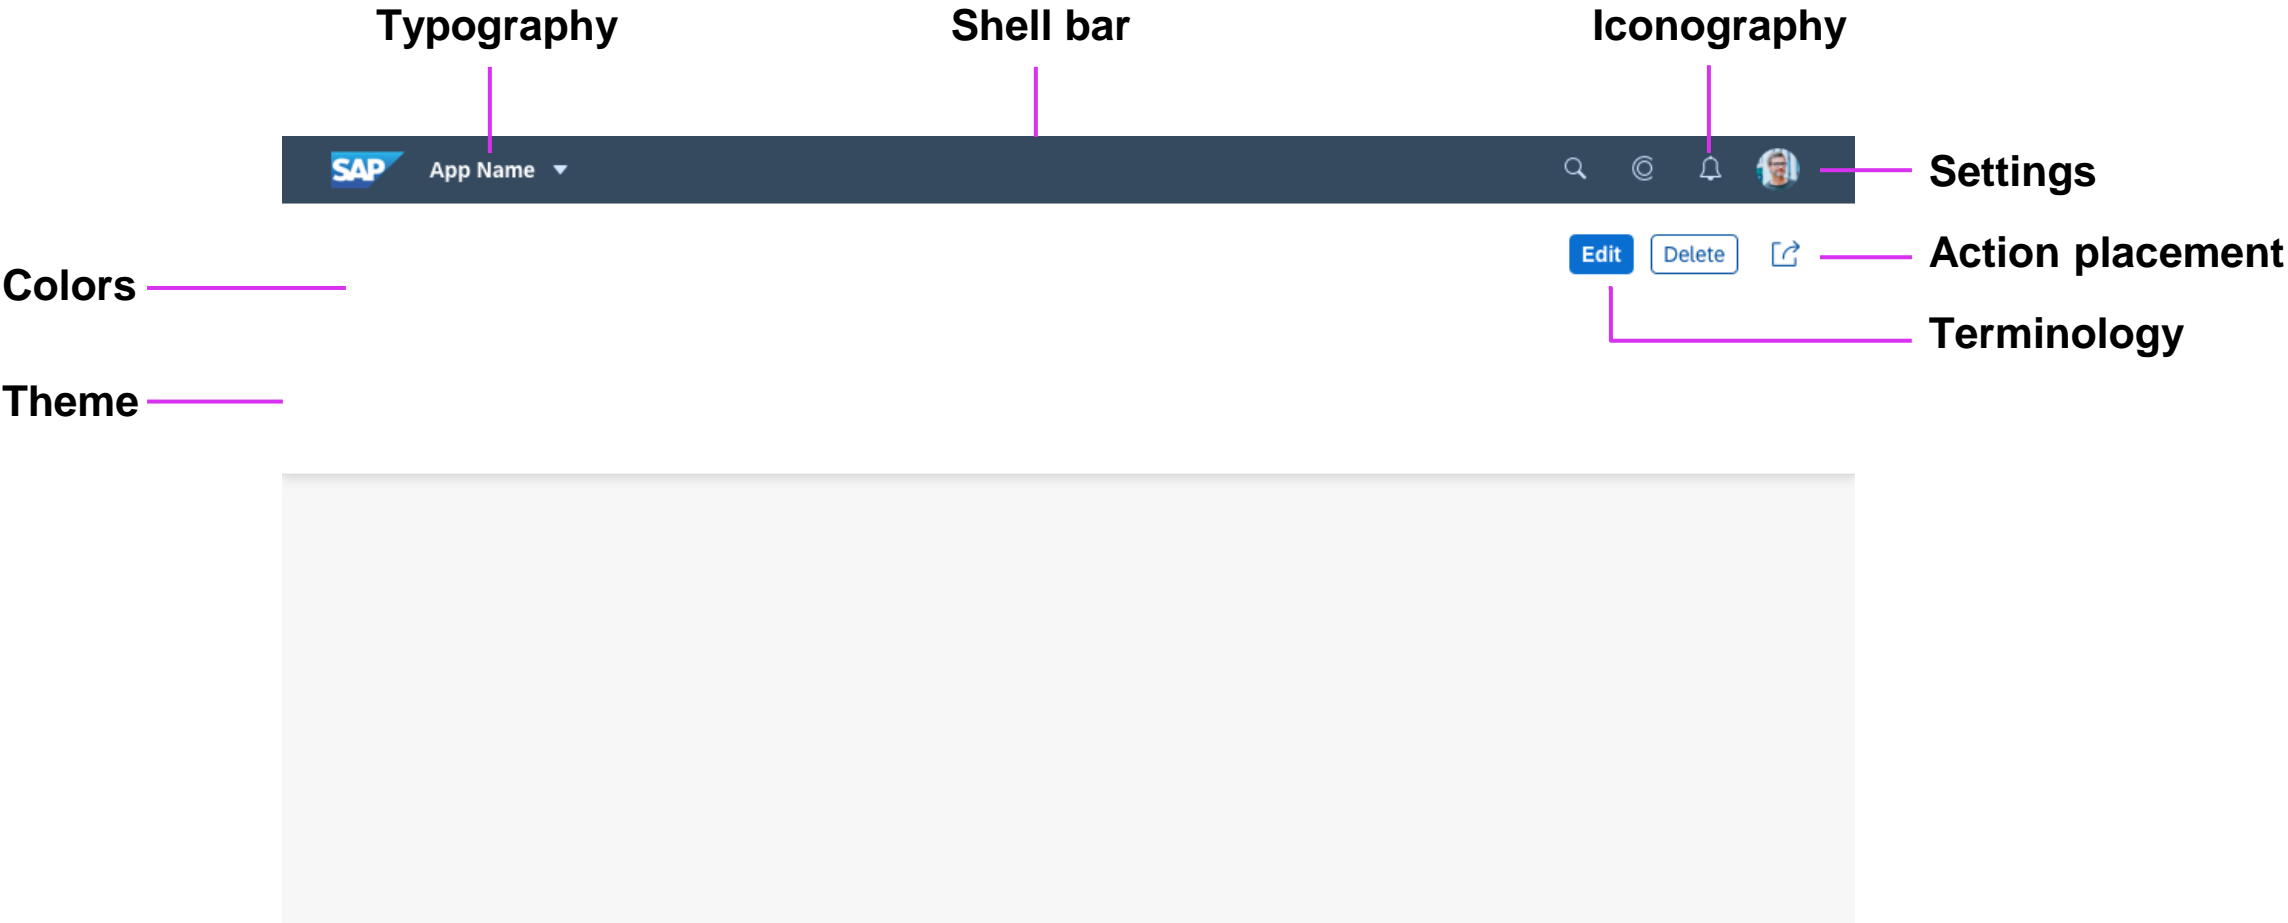 Typography
Shell bar
Iconography
SAP
App Name
Settings
Edit
Delete
Action placement
Colors
Terminology
Theme